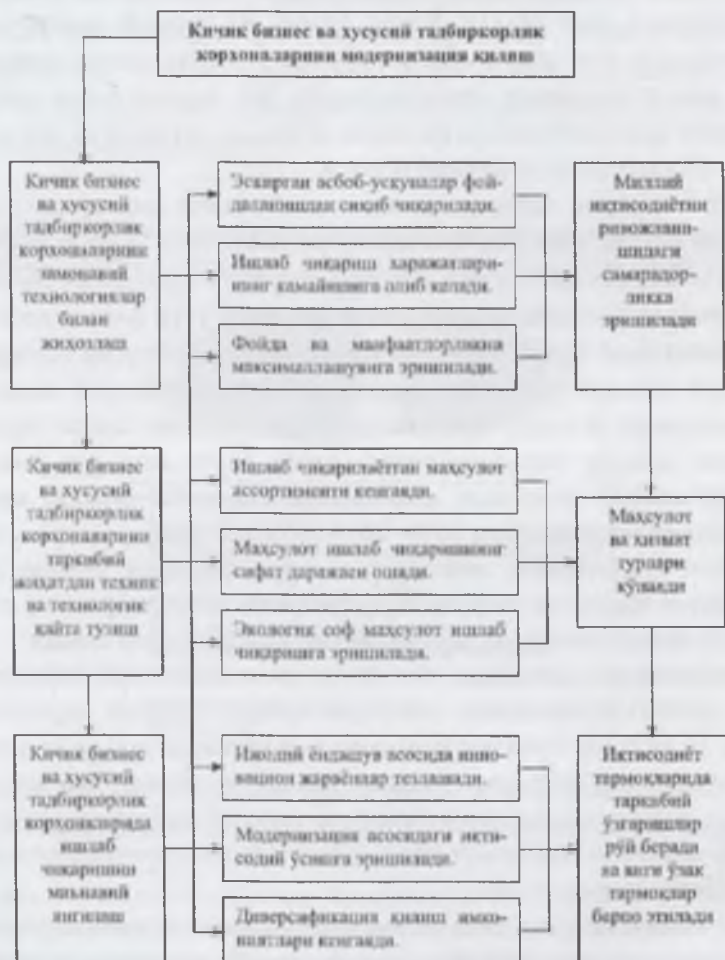 Кичик бизнес ва хусусий тадбиркорлик
корхоналарини модернизация қилиш
Кичик бизнес
ва хусусий
тадбиркорлик
корхоналарини
замонавий
технологиялар
билан
жиҳозлаш
Эскирган асбоб-ускуналар фой-
даланишдан сиқиб чиқарилади.
Ишлаб чиқариш харажатлари-
нинг камайишига олиб келади.
Фойда ва манфаатдорликни
максималлашувига эришилади.
Миллий
иқтисодиётни
ривожлани-
шидаги
самарадор-
ликка
эришилади
Кичик бизнес
ва хусусий
тадбиркорлик
корхоналарини
таркибий
жиҳатдан техник
ва технологик
қайта тузиш
Ишлаб чиқарилаётган маҳсулот
ассортименти кенгаяди.
Маҳсулот ишлаб чиқаришнинг
сифат даражаси ошади.
Экологик соф маҳсулот ишлаб
чиқаришга эришилади.
Маҳсулот
ва хизмат
турлари
кўпаяди
Кичик бизнес
ва хусусий
тадбиркорлик
корхоналарида
ишлаб
чиқаришни
маънавий
янгилаш
Ижодий ёндашув асосида инно-
вацион жараёнлар тезлашади.
Модернизация асосидаги иқти-
содий ўсишга эришилади.
Диверсификация қилиш имко-
ниятлари кенгаяди.
Иқтисодиёт
тармоқларида
таркибий
ўзгаришлар
рўй беради
ва янги ўзак
тармоқлар
барпо этилади